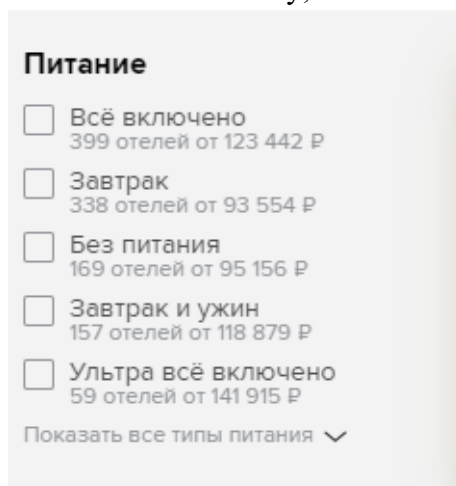 Питание
Всё включено
399 отелей от 123 442 ₽
Завтрак
338 отелей от 93 554 ₽
Без питания
169 отелей от 95 156 ₽
Завтрак и ужин
157 отелей от 118 879 ₽
Ультра всё включено
59 отелей от 141 915 ₽
Показать все типы питания